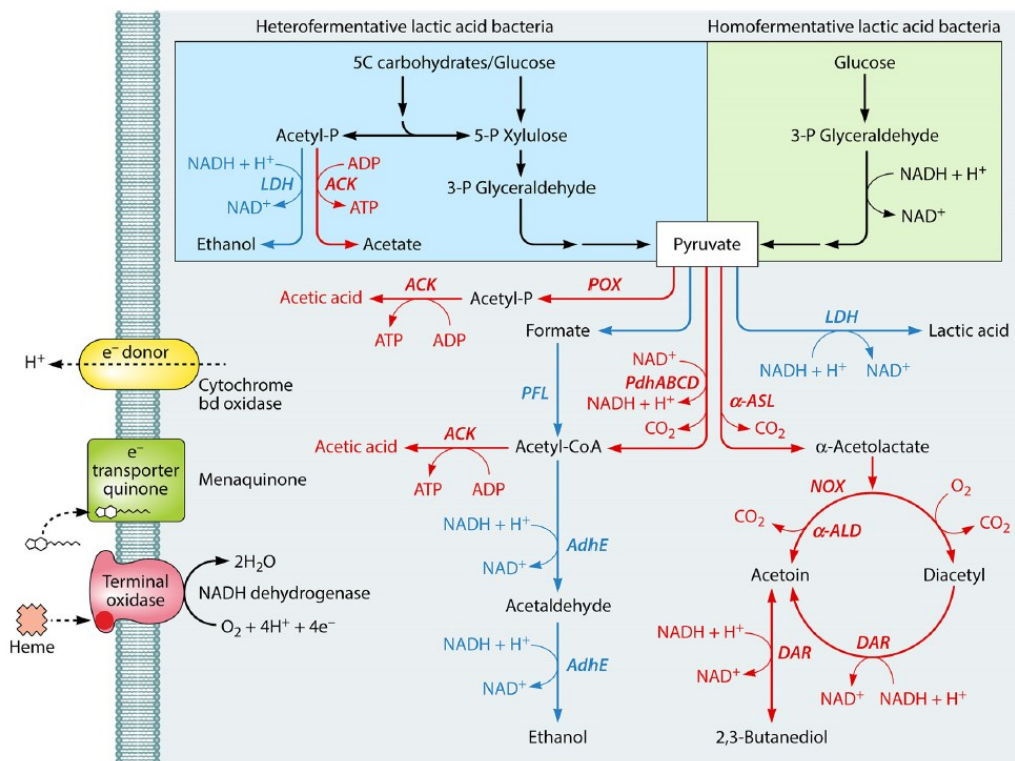 Heterofermentative lactic acid bacteria
Homofermentative lactic acid bacteria
5C carbohydrates/Glucose
Glucose
Acetyl-P
5-P Xylulose
3-P Glyceraldehyde
NADH + H⁺
LDH
NAD⁺
ADP
ACK
ATP
3-P Glyceraldehyde
NADH + H⁺
NAD⁺
Ethanol
Acetate
Pyruvate
Acetic acid
ACK
ATP
ADP
Acetyl-P
POX
Formate
LDH
NADH + H⁺
NAD⁺
Lactic acid
H⁺
e⁻ donor
Cytochrome
bd oxidase
PFL
NAD⁺
PdhABCD
NADH + H⁺
CO₂
α-ASL
CO₂
Acetic acid
ACK
ATP
ADP
Acetyl-CoA
α-Acetolactate
e⁻
transporter
quinone
Menaquinone
NADH + H⁺
AdhE
NAD⁺
NOX
O₂
CO₂
α-ALD
CO₂
Acetoin
Diacetyl
Terminal
oxidase
2H₂O
NADH dehydrogenase
O₂ + 4H⁺ + 4e⁻
Heme
Acetaldehyde
NADH + H⁺
AdhE
NAD⁺
NADH + H⁺
DAR
NAD⁺
DAR
NAD⁺
NADH + H⁺
Ethanol
2,3-Butanediol